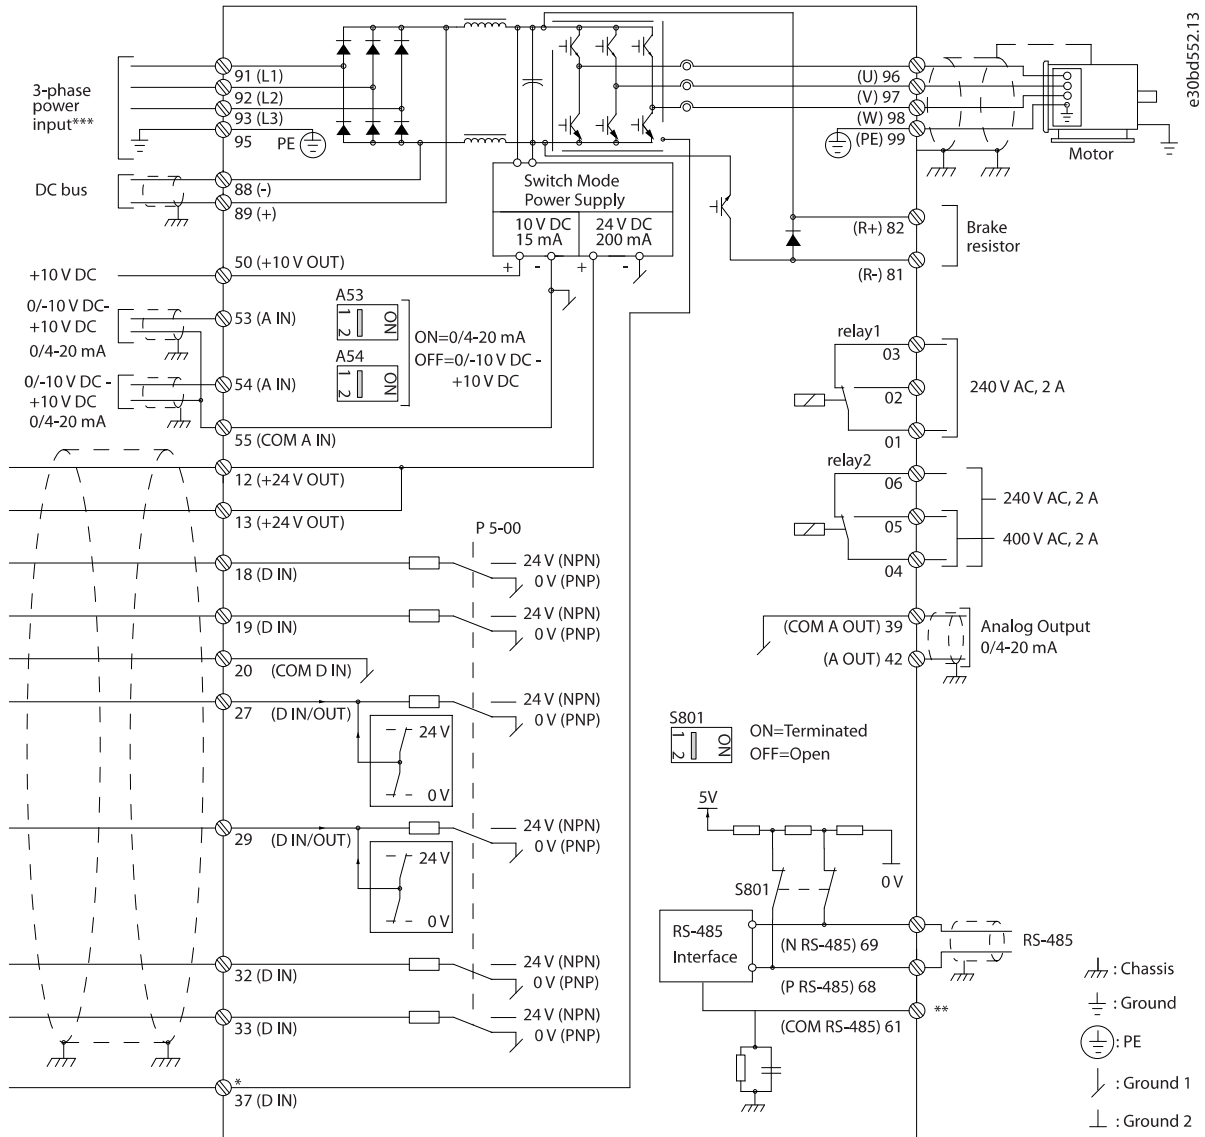 e30bd552.13
3-phase
power
input***
91 (L1)
92 (L2)
93 (L3)
95
PE
DC bus
88 (-)
89 (+)
Switch Mode
Power Supply
10 V DC
15 mA
24 V DC
200 mA
+
-
+
-
(U) 96
(V) 97
(W) 98
(PE) 99
Motor
(R+) 82
(R-) 81
Brake
resistor
+10 V DC
50 (+10 V OUT)
0/-10 V DC-
+10 V DC
0/4-20 mA
53 (A IN)
0/-10 V DC -
+10 V DC
0/4-20 mA
54 (A IN)
55 (COM A IN)
A53
1 2
ON
A54
1 2
ON
ON=0/4-20 mA
OFF=0/-10 V DC -
+10 V DC
12 (+24 V OUT)
13 (+24 V OUT)
P 5-00
18 (D IN)
24 V (NPN)
0 V (PNP)
19 (D IN)
24 V (NPN)
0 V (PNP)
20 (COM D IN)
27 (D IN/OUT)
24 V (NPN)
0 V (PNP)
24 V
0 V
29 (D IN/OUT)
24 V (NPN)
0 V (PNP)
24 V
0 V
32 (D IN)
24 V (NPN)
0 V (PNP)
33 (D IN)
24 V (NPN)
0 V (PNP)
*
37 (D IN)
relay1
03
02
01
240 V AC, 2 A
relay2
06
05
04
240 V AC, 2 A
400 V AC, 2 A
(COM A OUT) 39
(A OUT) 42
Analog Output
0/4-20 mA
S801
1 2
ON
ON=Terminated
OFF=Open
5V
0 V
S801
RS-485
Interface
(N RS-485) 69
(P RS-485) 68
(COM RS-485) 61
RS-485
**
: Chassis
: Ground
: PE
: Ground 1
: Ground 2